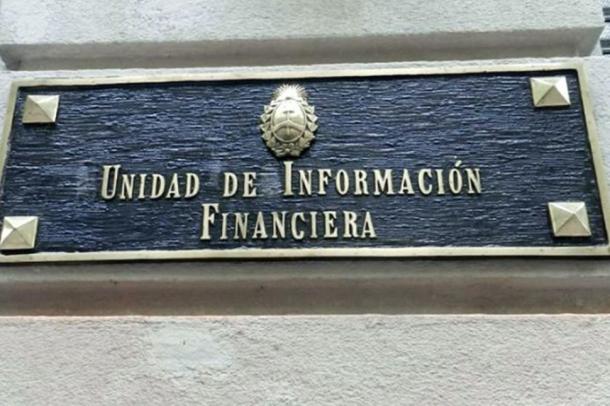 UNIDAD DE INFORMACIÓN
FINANCIERA